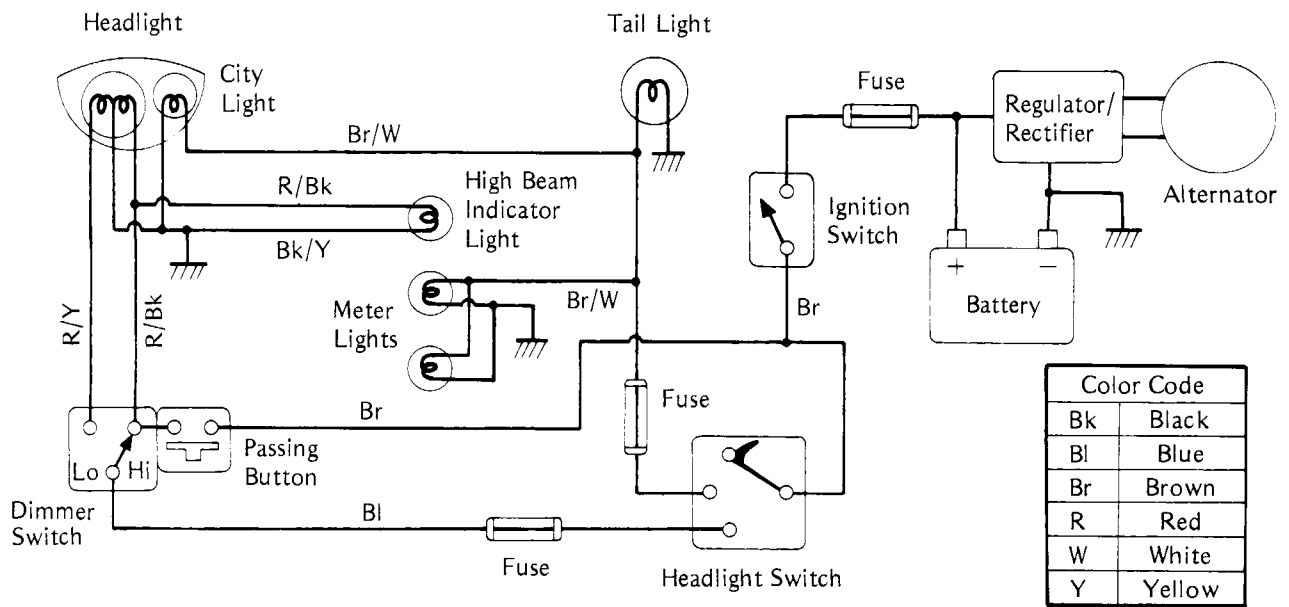 Headlight
Tail Light
City
Light
Fuse
Regulator/
Rectifier
Alternator
Br/W
R/Bk
High Beam
Indicator
Light
Bk/Y
Ignition
Switch
+ −
Battery
Br/W
Br
Meter
Lights
R/Y
R/Bk
Fuse
Br
Lo Hi
Passing
Button
Dimmer
Switch
Bl
Fuse
Headlight Switch
Color Code
Bk Black
Bl Blue
Br Brown
R Red
W White
Y Yellow